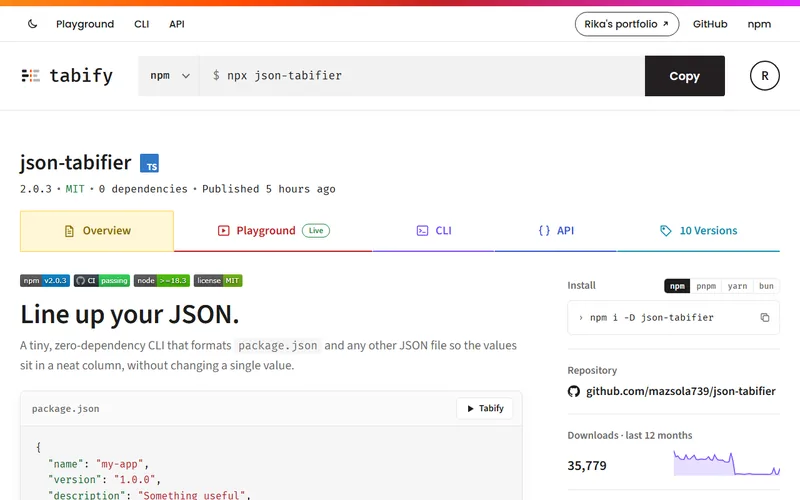 Playground CLI API Rika's portfolio ↗ GitHub npm
tabify npm $ npx json-tabifier Copy R
json-tabifier TS
2.0.3 • MIT • 0 dependencies • Published 5 hours ago
Overview Playground Live CLI {} API 10 Versions
npm v2.0.3 CI passing node >=18.3 license MIT
Install npm pnpm yarn bun
Line up your JSON.
› npm i -D json-tabifier
A tiny, zero-dependency CLI that formats package.json and any other JSON file so the values
sit in a neat column, without changing a single value.
Repository
github.com/mazsola739/json-tabifier
package.json Tabify
Downloads · last 12 months
35,779
{
"name": "my-app",
"version": "1.0.0",
"description": "Something useful",